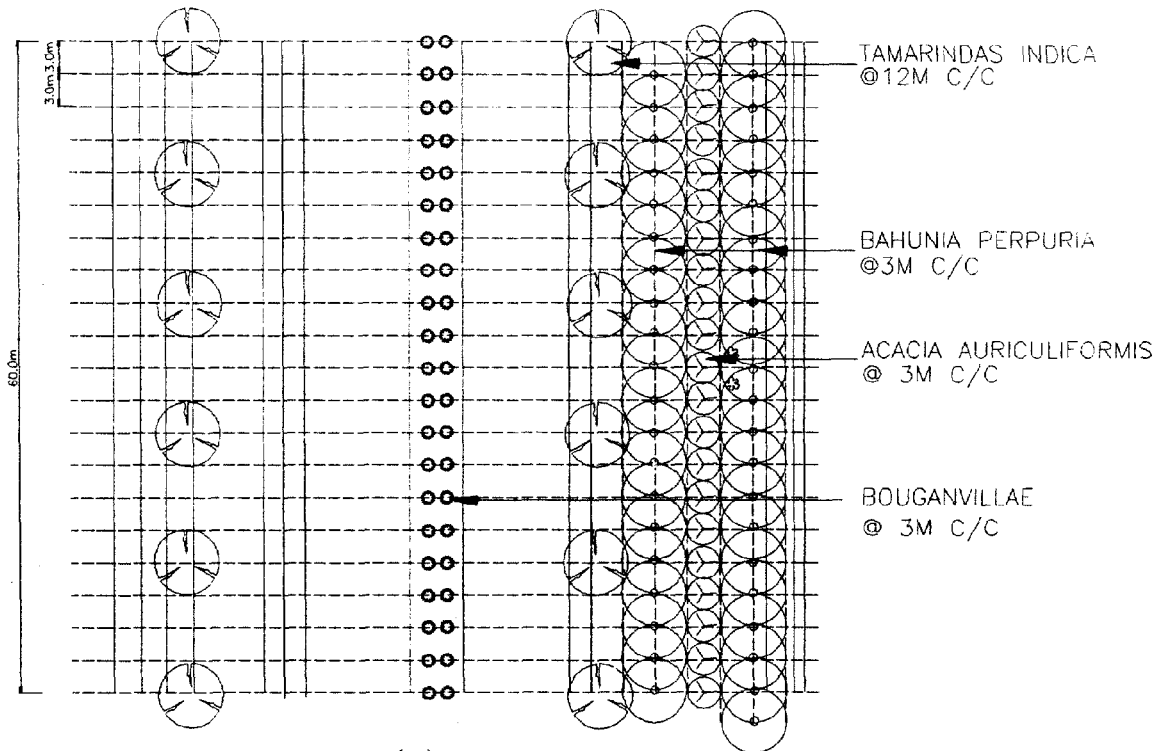 TAMARINDAS INDICA
@12M C/C
3.0m 3.0m
BAHUNIA PERPURIA
@3M C/C
ACACIA AURICULIFORMIS
@ 3M C/C
60.0m
BOUGANVILLAE
@ 3M C/C